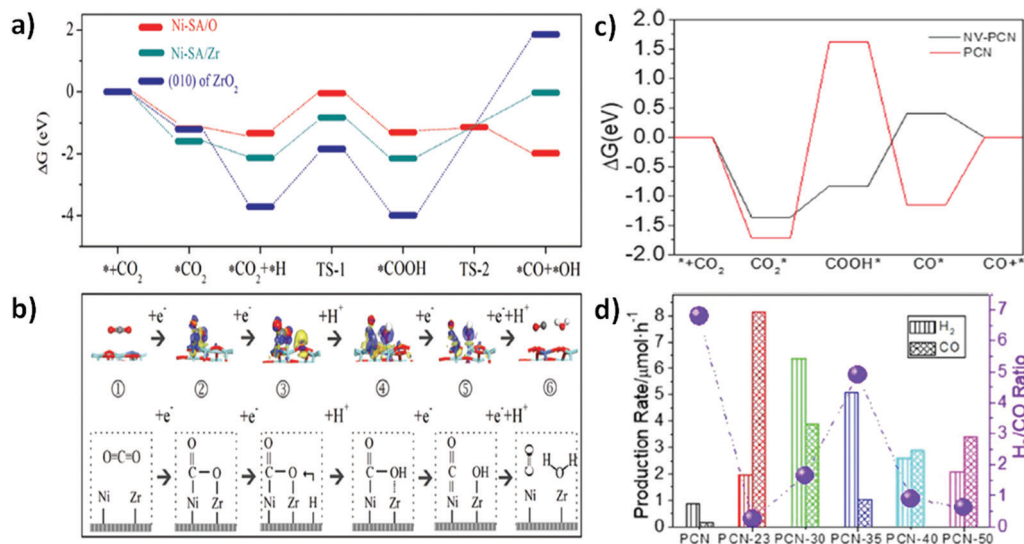 a)
2
0
-2
-4
ΔG (eV)
Ni-SA/O
Ni-SA/Zr
(010) of ZrO2
*+CO2
*CO2
*CO2+*H
TS-1
*COOH
TS-2
*CO+*OH
b)
+e-
+e-
+H+
+e-
+e-+H+
①
②
③
④
⑤
⑥
+e-
+e-
+H+
+e-
+e-+H+
O=C=O
Ni Zr
O
C O
Ni Zr
O
C O H
Ni Zr
O
C OH
Ni Zr
O
C OH
Ni Zr
O
H H
Ni Zr
c)
2.0
1.5
1.0
0.5
0.0
-0.5
-1.0
-1.5
-2.0
ΔG(eV)
NV-PCN
PCN
*+CO2
CO2*
COOH*
CO*
CO+*
d)
8
7
6
5
4
3
2
1
0
Production Rate/μmol·h-1
H2
CO
7
6
5
4
3
2
1
0
H2/CO Ratio
PCN
PCN-23
PCN-30
PCN-35
PCN-40
PCN-50